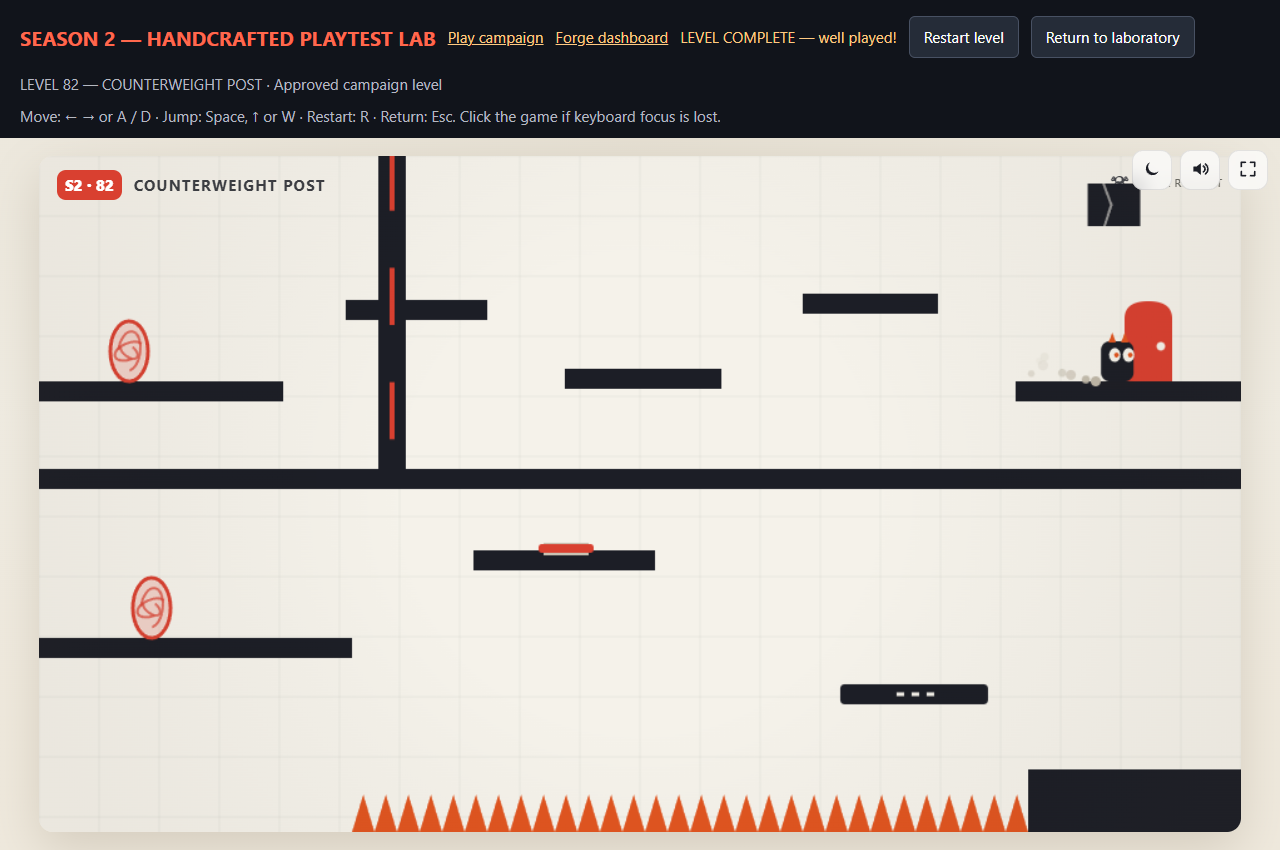 SEASON 2 — HANDCRAFTED PLAYTEST LAB Play campaign Forge dashboard LEVEL COMPLETE — well played! Restart level Return to laboratory
LEVEL 82 — COUNTERWEIGHT POST · Approved campaign level
Move: ← → or A / D · Jump: Space, ↑ or W · Restart: R · Return: Esc. Click the game if keyboard focus is lost.
S2 · 82 COUNTERWEIGHT POST